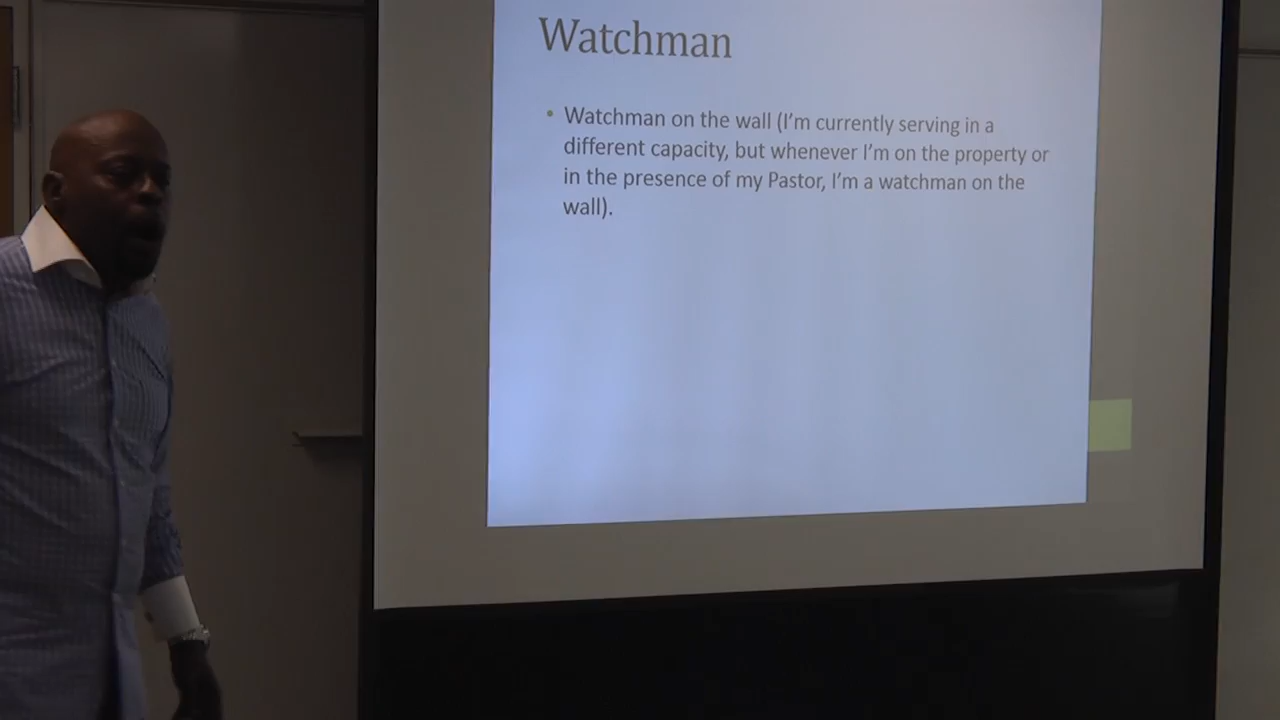 Watchman
• Watchman on the wall (I'm currently serving in a
different capacity, but whenever I'm on the property or
in the presence of my Pastor, I'm a watchman on the
wall).